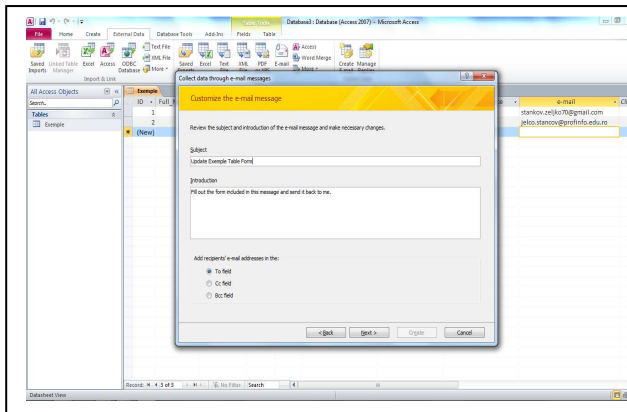 Table Tools
Database3 : Database (Access 2007) - Microsoft Access
File Home Create External Data Database Tools Add-Ins Fields Table
Saved Imports
Linked Table Manager
Excel
Access
ODBC Database
Text File
XML File
More
Import & Link
Saved Exports
Excel
Text File
XML File
PDF or XPS
E-mail
Access
Word Merge
More
Create E-mail
Manage Replies
All Access Objects
Search..
Tables
Exemple
Exemple
ID
e-mail
1
stankov.zeljko70@gmail.com
2
jelco.stancov@profinfo.edu.ro
(New)
Collect data through e-mail messages
Customize the e-mail message
Review the subject and introduction of the e-mail message and make necessary changes.
Subject
Update Exemple Table Form
Introduction
Fill out the form included in this message and send it back to me.
Add recipients' e-mail addresses in the:
To field
Cc field
Bcc field
< Back Next > Create Cancel
Record: 3 of 3 No Filter Search
Datasheet View